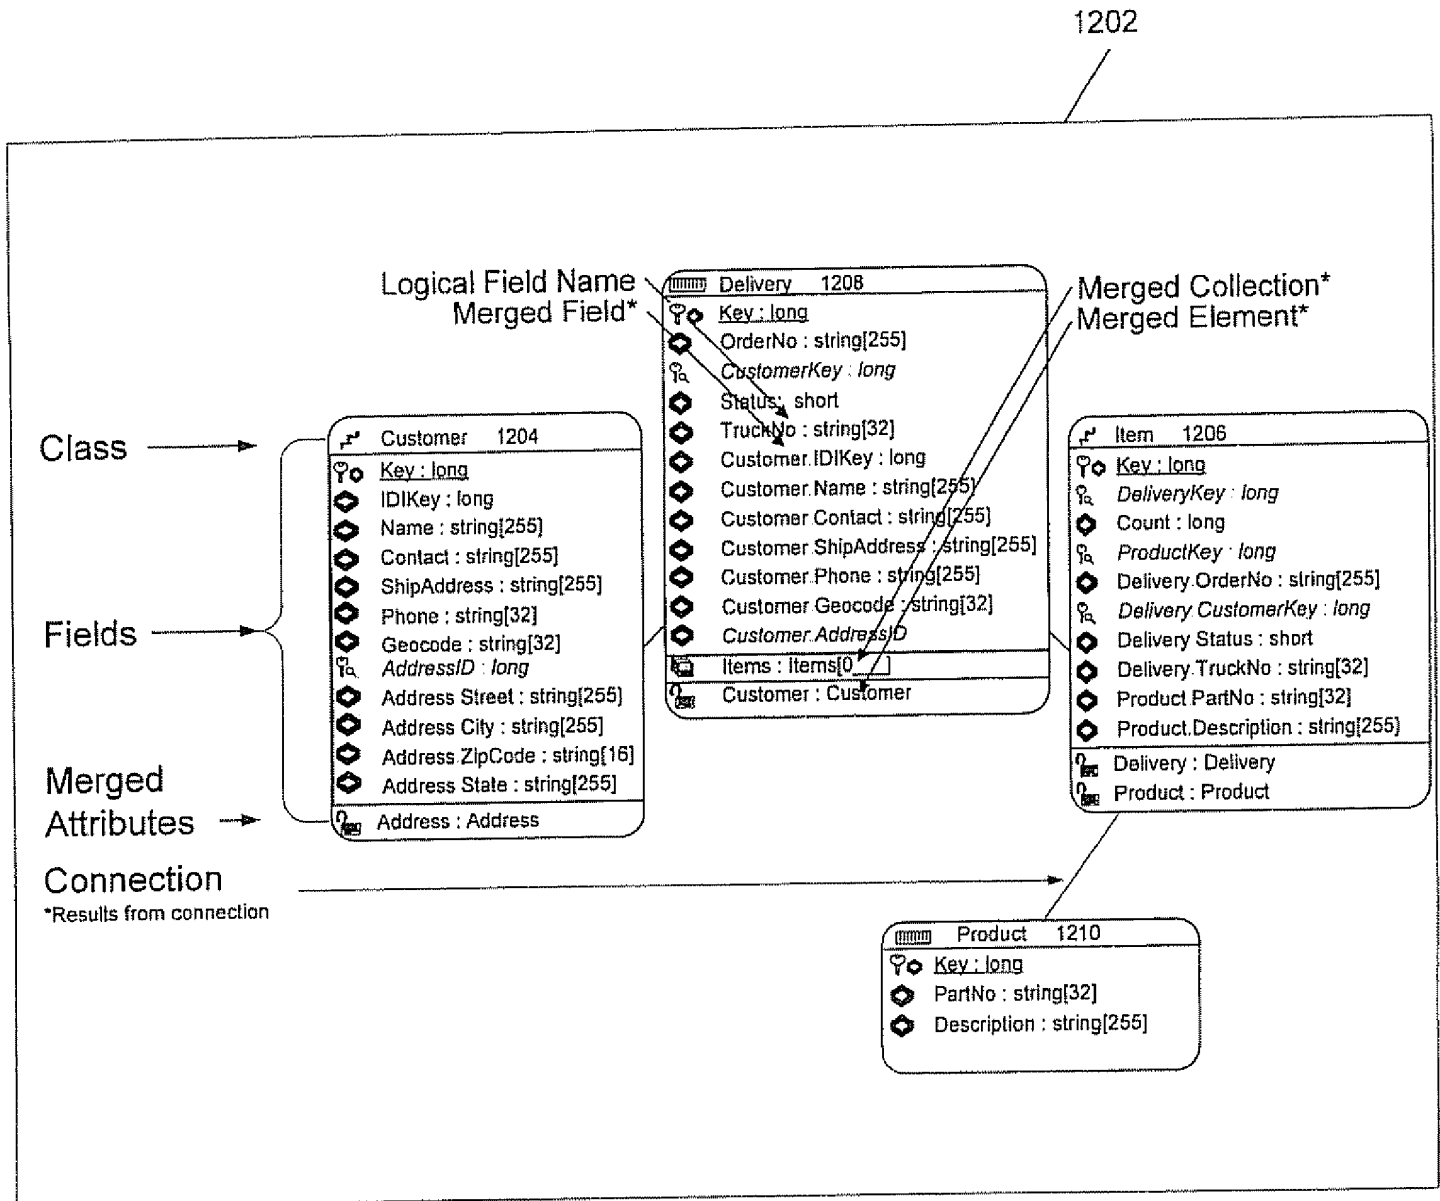 1202
Logical Field Name
Merged Field*
Merged Collection*
Merged Element*
Delivery 1208
Key : long
OrderNo : string[255]
CustomerKey : long
Status: short
TruckNo : string[32]
Customer.IDIKey : long
Customer.Name : string[255]
Customer.Contact : string[255]
Customer.ShipAddress : string[255]
Customer.Phone : string[255]
Customer.Geocode : string[32]
Customer.AddressID
Items : Items[0____]
Customer : Customer
Class
Fields
Merged
Attributes
Connection
*Results from connection
Customer 1204
Key : long
IDIKey : long
Name : string[255]
Contact : string[255]
ShipAddress : string[255]
Phone : string[32]
Geocode : string[32]
AddressID : long
Address Street : string[255]
Address City : string[255]
Address.ZipCode : string[16]
Address State : string[255]
Address : Address
Item 1206
Key : long
DeliveryKey : long
Count : long
ProductKey : long
Delivery.OrderNo : string[255]
Delivery CustomerKey : long
Delivery Status : short
Delivery.TruckNo : string[32]
Product.PartNo : string[32]
Product.Description : string[255]
Delivery : Delivery
Product : Product
Product 1210
Key : long
PartNo : string[32]
Description : string[255]